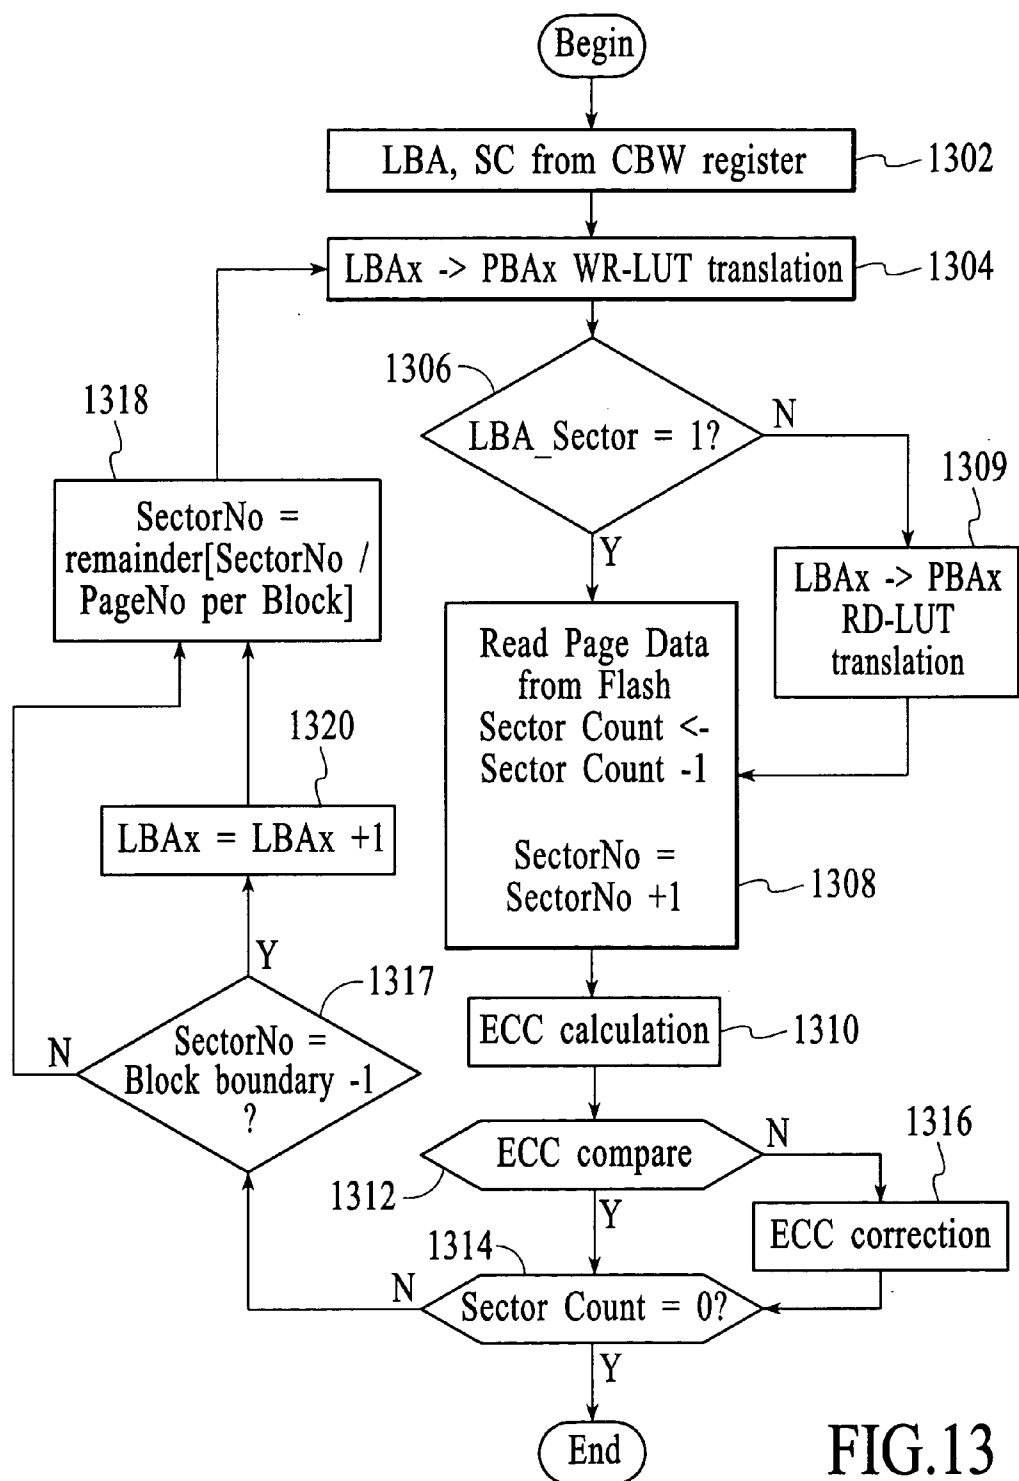 Begin
LBA, SC from CBW register
1302
LBAx -> PBAx WR-LUT translation
1304
1306
LBA_Sector = 1?
N
Y
1318
SectorNo =
remainder[SectorNo /
PageNo per Block]
1309
LBAx -> PBAx
RD-LUT
translation
Read Page Data
from Flash
Sector Count <-
Sector Count -1
SectorNo =
SectorNo +1
1308
1320
LBAx = LBAx +1
Y
1317
SectorNo =
Block boundary -1
?
N
ECC calculation
1310
ECC compare
N
1312
Y
1316
ECC correction
1314
N
Sector Count = 0?
Y
End
FIG.13